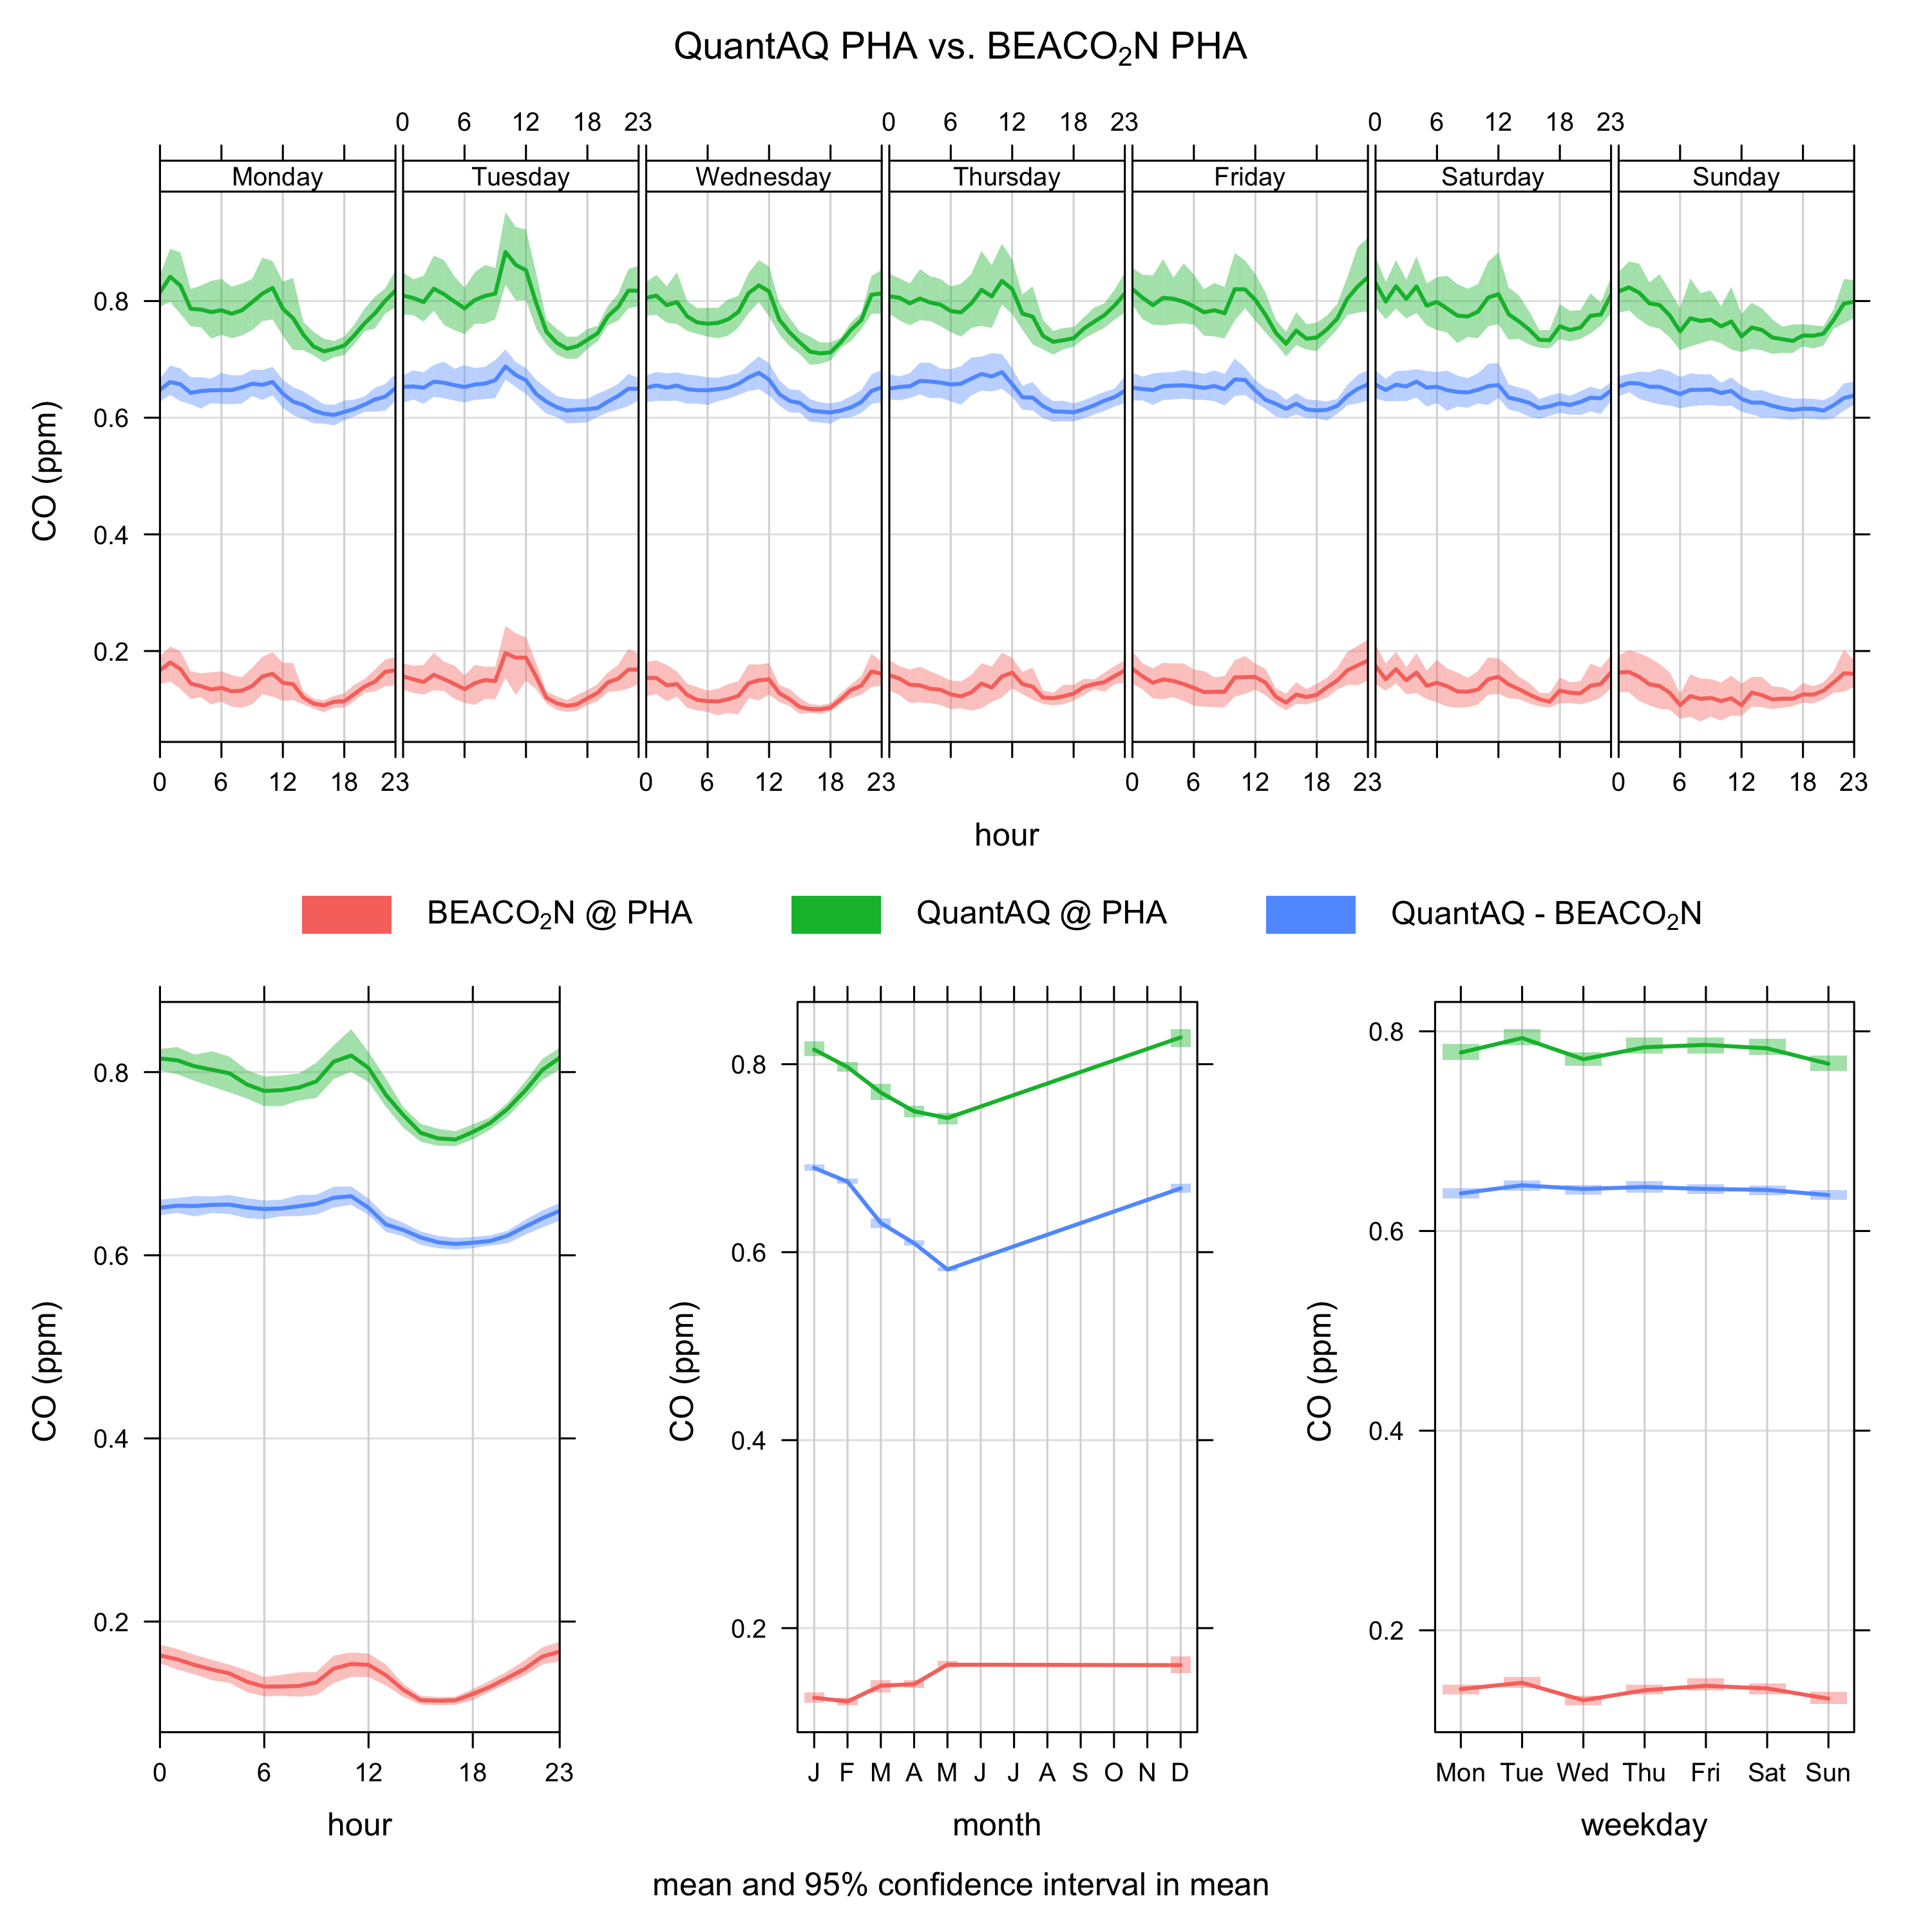 QuantAQ PHA vs. BEACO₂N PHA
0 6 12 18 23 0 6 12 18 23 0 6 12 18 23
Monday Tuesday Wednesday Thursday Friday Saturday Sunday
0.8
0.6
0.4
0.2
CO (ppm)
0 6 12 18 23 0 6 12 18 23 0 6 12 18 23 0 6 12 18 23
hour
BEACO₂N @ PHA QuantAQ @ PHA QuantAQ - BEACO₂N
0.8
0.6
0.4
0.2
CO (ppm)
0 6 12 18 23
hour
0.8
0.6
0.4
0.2
CO (ppm)
J F M A M J J A S O N D
month
0.8
0.6
0.4
0.2
CO (ppm)
Mon Tue Wed Thu Fri Sat Sun
weekday
mean and 95% confidence interval in mean